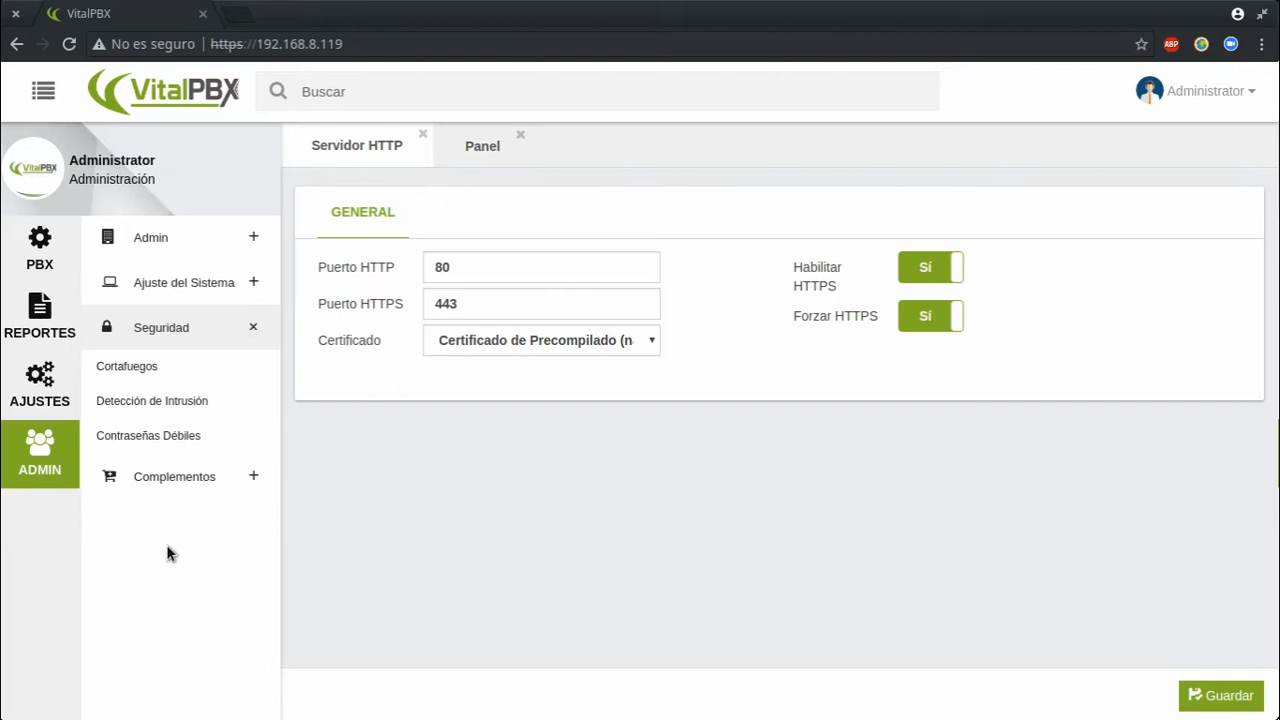 VitalPBX
No es seguro https://192.168.8.119
ABP
VitalPBX
Buscar
Administrator
VitalPBX
Administrator
Administración
Servidor HTTP
Panel
PBX
REPORTES
AJUSTES
ADMIN
Admin
Ajuste del Sistema
Seguridad
Cortafuegos
Detección de Intrusión
Contraseñas Débiles
Complementos
GENERAL
Puerto HTTP 80
Puerto HTTPS 443
Certificado Certificado de Precompilado (n
Habilitar
HTTPS
Sí
Forzar HTTPS Sí
Guardar